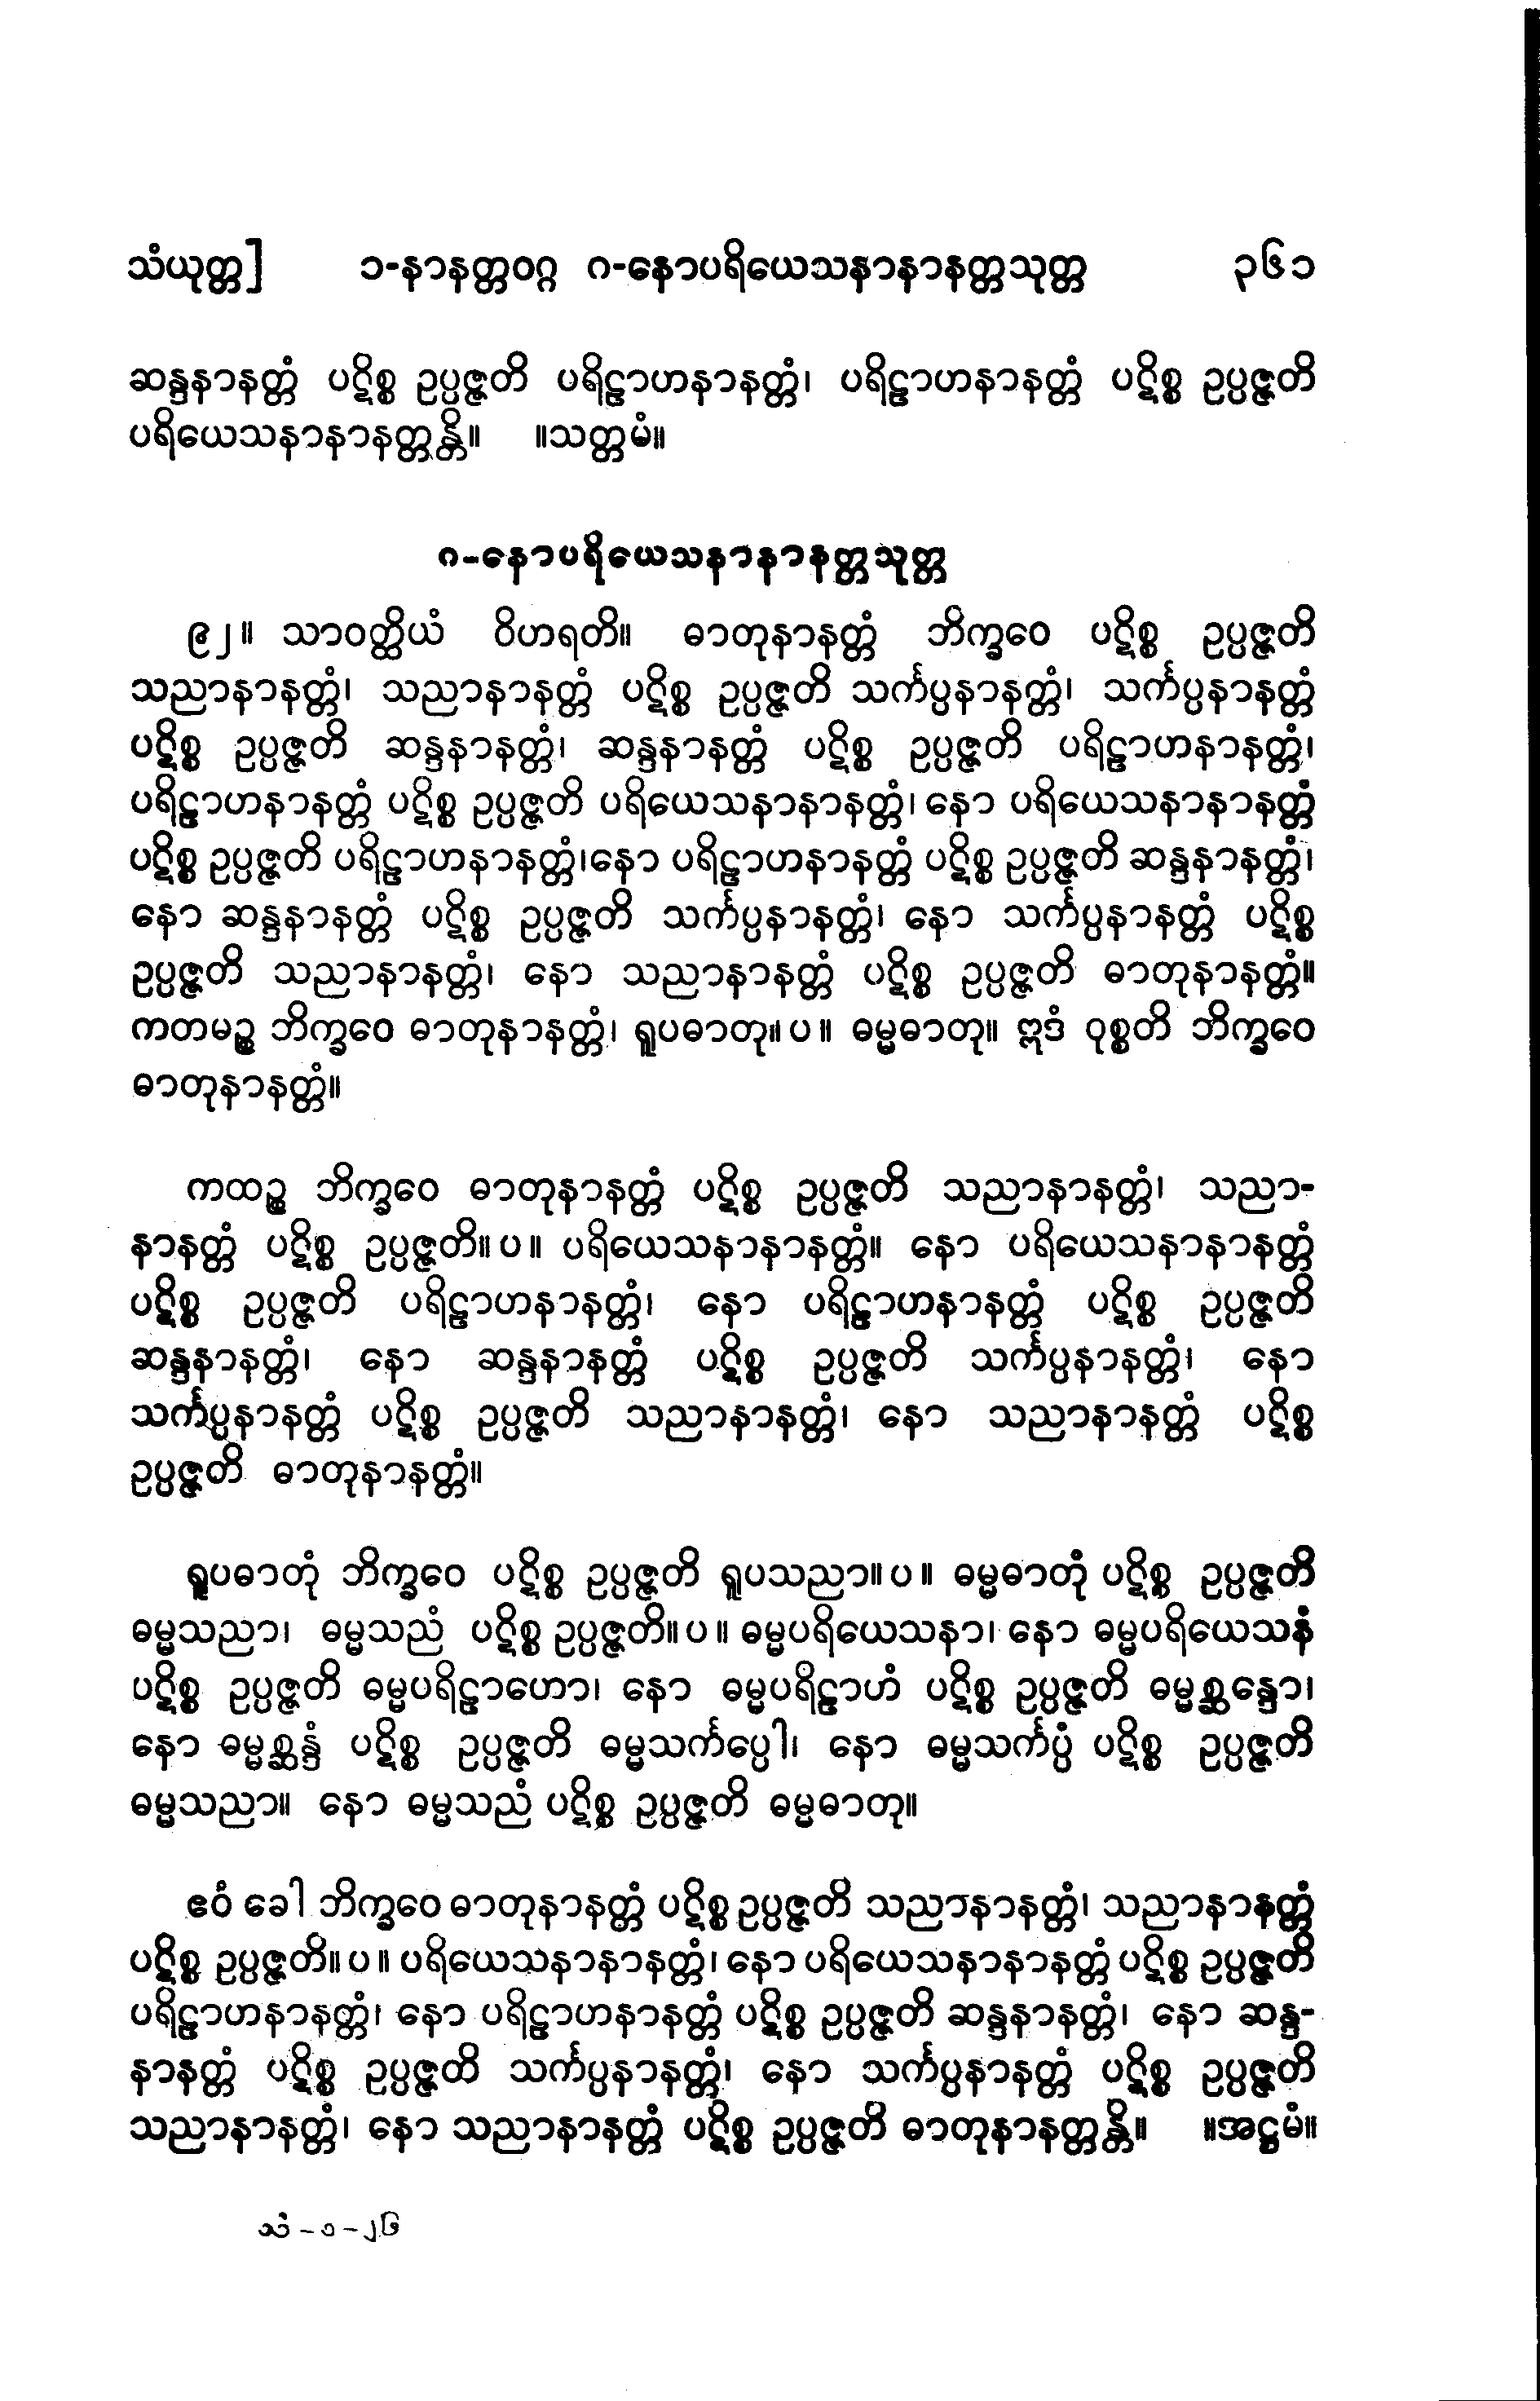 သံယုတ္တ] ၁-နာနတ္တဝဂ္ဂ ဂ-နောပရိယေသနာနာနတ္တသုတ္တ ၃၆၁
ဆန္ဒနာနတ္တံ ပဋိစ္စ ဥပ္ပဇ္ဇတိ ပရိဠာဟနာနတ္တံ၊ ပရိဠာဟနာနတ္တံ ပဋိစ္စ ဥပ္ပဇ္ဇတိ
ပရိယေသနာနာနတ္တန္တိ။ ။သတ္တမံ။
ဂ-နောပရိယေသနာနာနတ္တသုတ္တ
၉၂။ သာဝတ္ထိယံ ဝိဟရတိ။ ဓာတုနာနတ္တံ ဘိက္ခဝေ ပဋိစ္စ ဥပ္ပဇ္ဇတိ
သညာနာနတ္တံ၊ သညာနာနတ္တံ ပဋိစ္စ ဥပ္ပဇ္ဇတိ သင်္ကပ္ပနာနတ္တံ၊ သင်္ကပ္ပနာနတ္တံ
ပဋိစ္စ ဥပ္ပဇ္ဇတိ ဆန္ဒနာနတ္တံ၊ ဆန္ဒနာနတ္တံ ပဋိစ္စ ဥပ္ပဇ္ဇတိ ပရိဠာဟနာနတ္တံ၊
ပရိဠာဟနာနတ္တံ ပဋိစ္စ ဥပ္ပဇ္ဇတိ ပရိယေသနာနာနတ္တံ၊ နော ပရိယေသနာနာနတ္တံ
ပဋိစ္စ ဥပ္ပဇ္ဇတိ ပရိဠာဟနာနတ္တံ၊နော ပရိဠာဟနာနတ္တံ ပဋိစ္စ ဥပ္ပဇ္ဇတိ ဆန္ဒနာနတ္တံ၊
နော ဆန္ဒနာနတ္တံ ပဋိစ္စ ဥပ္ပဇ္ဇတိ သင်္ကပ္ပနာနတ္တံ၊ နော သင်္ကပ္ပနာနတ္တံ ပဋိစ္စ
ဥပ္ပဇ္ဇတိ သညာနာနတ္တံ၊ နော သညာနာနတ္တံ ပဋိစ္စ ဥပ္ပဇ္ဇတိ ဓာတုနာနတ္တံ။
ကတမဉ္စ ဘိက္ခဝေ ဓာတုနာနတ္တံ၊ ရူပဓာတု။ပ။ ဓမ္မဓာတု။ ဣဒံ ဝုစ္စတိ ဘိက္ခဝေ
ဓာတုနာနတ္တံ။
ကထဉ္စ ဘိက္ခဝေ ဓာတုနာနတ္တံ ပဋိစ္စ ဥပ္ပဇ္ဇတိ သညာနာနတ္တံ၊ သညာ-
နာနတ္တံ ပဋိစ္စ ဥပ္ပဇ္ဇတိ။ပ။ ပရိယေသနာနာနတ္တံ။ နော ပရိယေသနာနာနတ္တံ
ပဋိစ္စ ဥပ္ပဇ္ဇတိ ပရိဠာဟနာနတ္တံ၊ နော ပရိဠာဟနာနတ္တံ ပဋိစ္စ ဥပ္ပဇ္ဇတိ
ဆန္ဒနာနတ္တံ၊ နော ဆန္ဒနာနတ္တံ ပဋိစ္စ ဥပ္ပဇ္ဇတိ သင်္ကပ္ပနာနတ္တံ၊ နော
သင်္ကပ္ပနာနတ္တံ ပဋိစ္စ ဥပ္ပဇ္ဇတိ သညာနာနတ္တံ၊ နော သညာနာနတ္တံ ပဋိစ္စ
ဥပ္ပဇ္ဇတိ ဓာတုနာနတ္တံ။
ရူပဓာတုံ ဘိက္ခဝေ ပဋိစ္စ ဥပ္ပဇ္ဇတိ ရူပသညာ။ပ။ ဓမ္မဓာတုံ ပဋိစ္စ ဥပ္ပဇ္ဇတိ
ဓမ္မသညာ၊ ဓမ္မသညံ ပဋိစ္စ ဥပ္ပဇ္ဇတိ။ပ။ ဓမ္မပရိယေသနာ၊ နော ဓမ္မပရိယေသနံ
ပဋိစ္စ ဥပ္ပဇ္ဇတိ ဓမ္မပရိဠာဟော၊ နော ဓမ္မပရိဠာဟံ ပဋိစ္စ ဥပ္ပဇ္ဇတိ ဓမ္မစ္ဆန္ဒော၊
နော ဓမ္မစ္ဆန္ဒံ ပဋိစ္စ ဥပ္ပဇ္ဇတိ ဓမ္မသင်္ကပ္ပေါ၊ နော ဓမ္မသင်္ကပ္ပံ ပဋိစ္စ ဥပ္ပဇ္ဇတိ
ဓမ္မသညာ။ နော ဓမ္မသညံ ပဋိစ္စ ဥပ္ပဇ္ဇတိ ဓမ္မဓာတု။
ဧဝံ ခေါ ဘိက္ခဝေ ဓာတုနာနတ္တံ ပဋိစ္စ ဥပ္ပဇ္ဇတိ သညာနာနတ္တံ၊ သညာနာနတ္တံ
ပဋိစ္စ ဥပ္ပဇ္ဇတိ။ပ။ ပရိယေသနာနာနတ္တံ၊ နော ပရိယေသနာနာနတ္တံ ပဋိစ္စ ဥပ္ပဇ္ဇတိ
ပရိဠာဟနာနတ္တံ၊ နော ပရိဠာဟနာနတ္တံ ပဋိစ္စ ဥပ္ပဇ္ဇတိ ဆန္ဒနာနတ္တံ၊ နော ဆန္ဒ-
နာနတ္တံ ပဋိစ္စ ဥပ္ပဇ္ဇတိ သင်္ကပ္ပနာနတ္တံ၊ နော သင်္ကပ္ပနာနတ္တံ ပဋိစ္စ ဥပ္ပဇ္ဇတိ
သညာနာနတ္တံ၊ နော သညာနာနတ္တံ ပဋိစ္စ ဥပ္ပဇ္ဇတိ ဓာတုနာနတ္တန္တိ။ ။အဋ္ဌမံ။
သံ-၁-၂၆